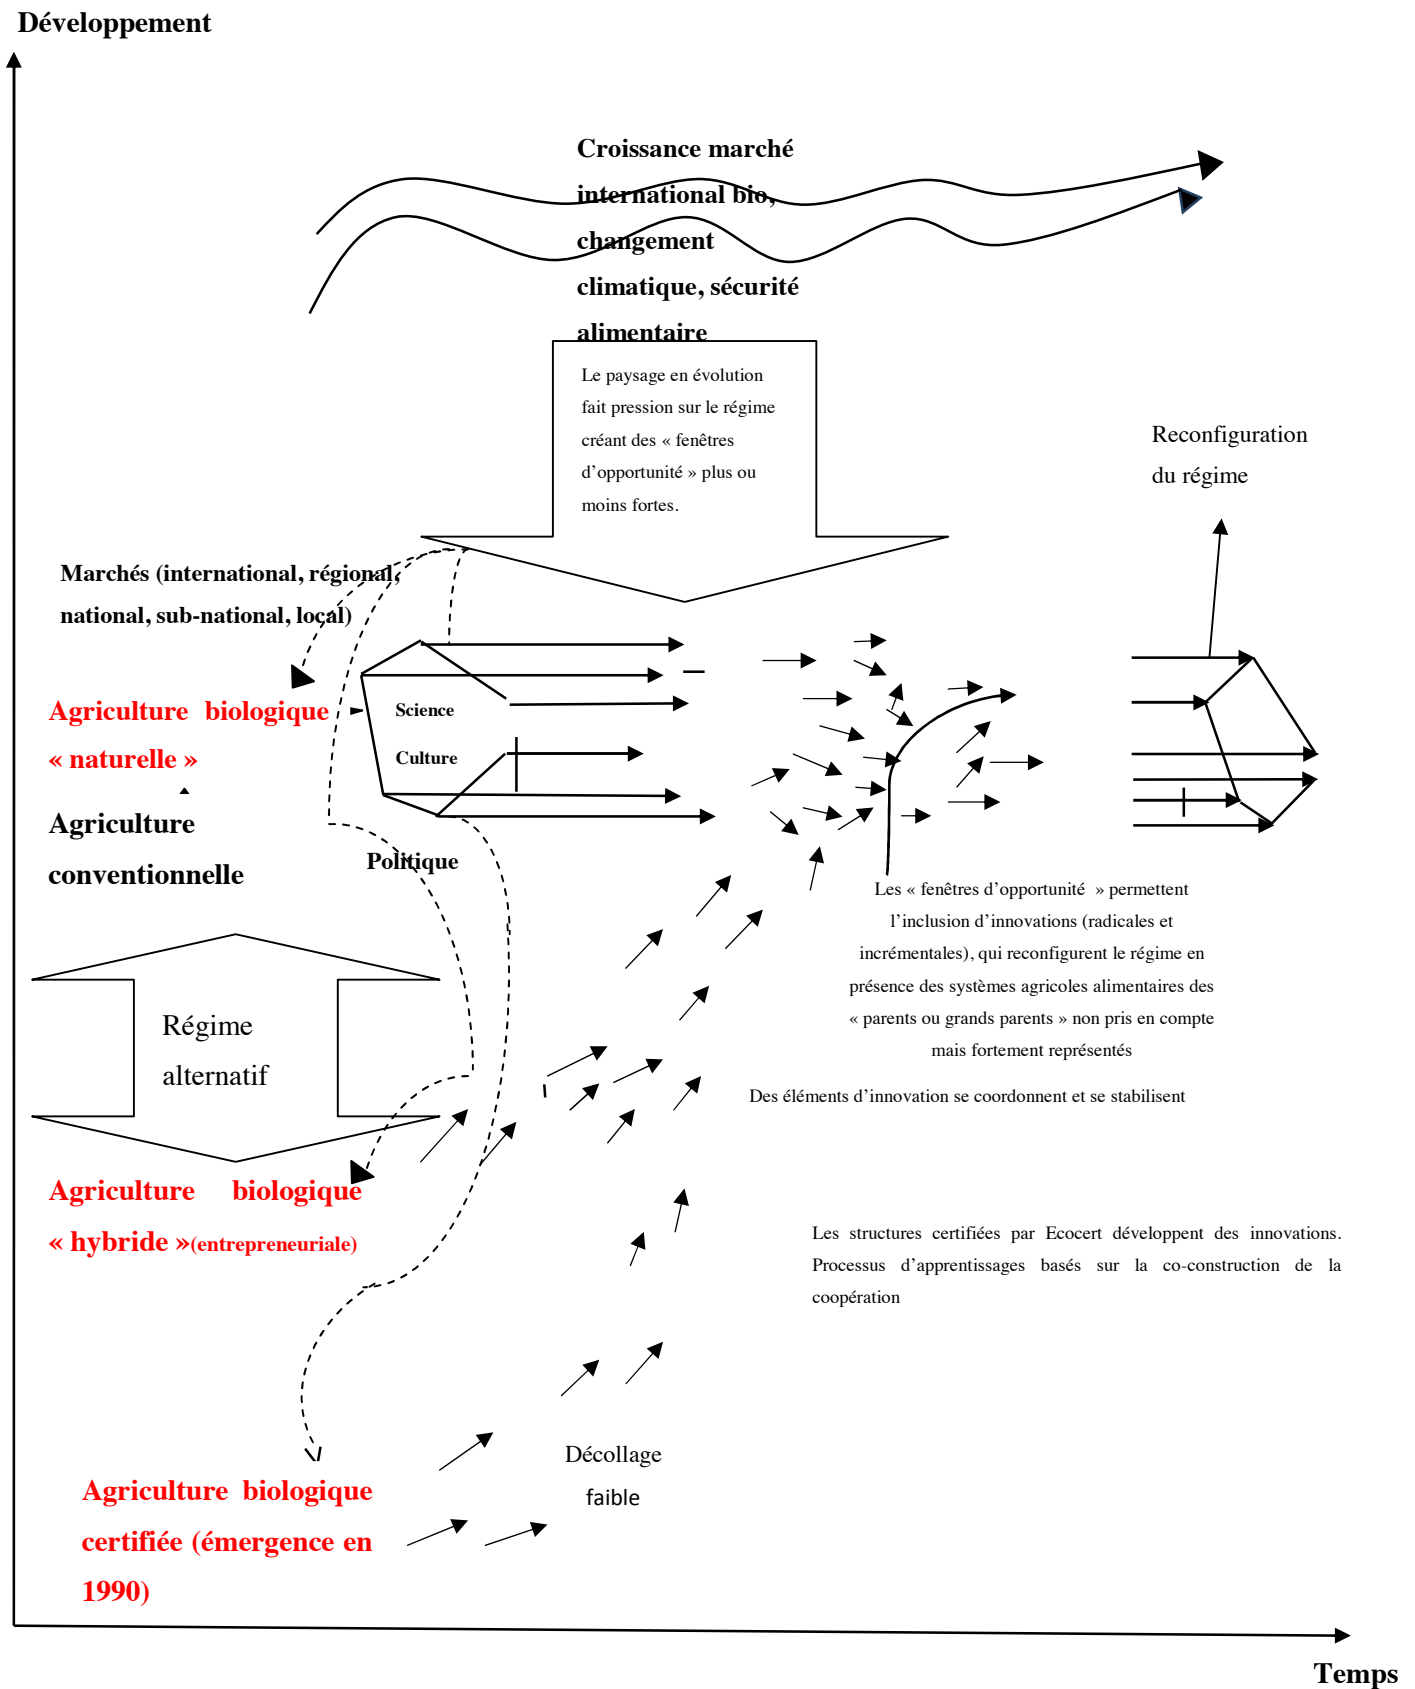 Développement
Croissance marché
international bio,
changement
climatique, sécurité
alimentaire
Le paysage en évolution
fait pression sur le régime
créant des « fenêtres
d’opportunité » plus ou
moins fortes.
Reconfiguration
du régime
Marchés (international, régional,
national, sub-national, local)
Agriculture biologique
« naturelle »
Science
Culture
Agriculture
conventionnelle
Politique
Les « fenêtres d’opportunité » permettent
l’inclusion d’innovations (radicales et
incrémentales), qui reconfigurent le régime en
présence des systèmes agricoles alimentaires des
« parents ou grands parents » non pris en compte
mais fortement représentés
Régime
alternatif
Des éléments d’innovation se coordonnent et se stabilisent
Agriculture biologique
« hybride »(entrepreneuriale)
Les structures certifiées par Ecocert développent des innovations.
Processus d’apprentissages basés sur la co-construction de la
coopération
Décollage
faible
Agriculture biologique
certifiée (émergence en
1990)
Temps